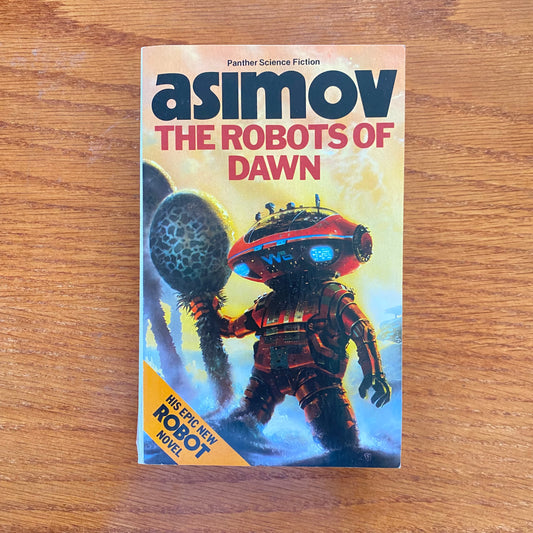 Panther Science Fiction
asimov
THE ROBOTS OF
DAWN
HIS EPIC NEW
ROBOT
NOVEL